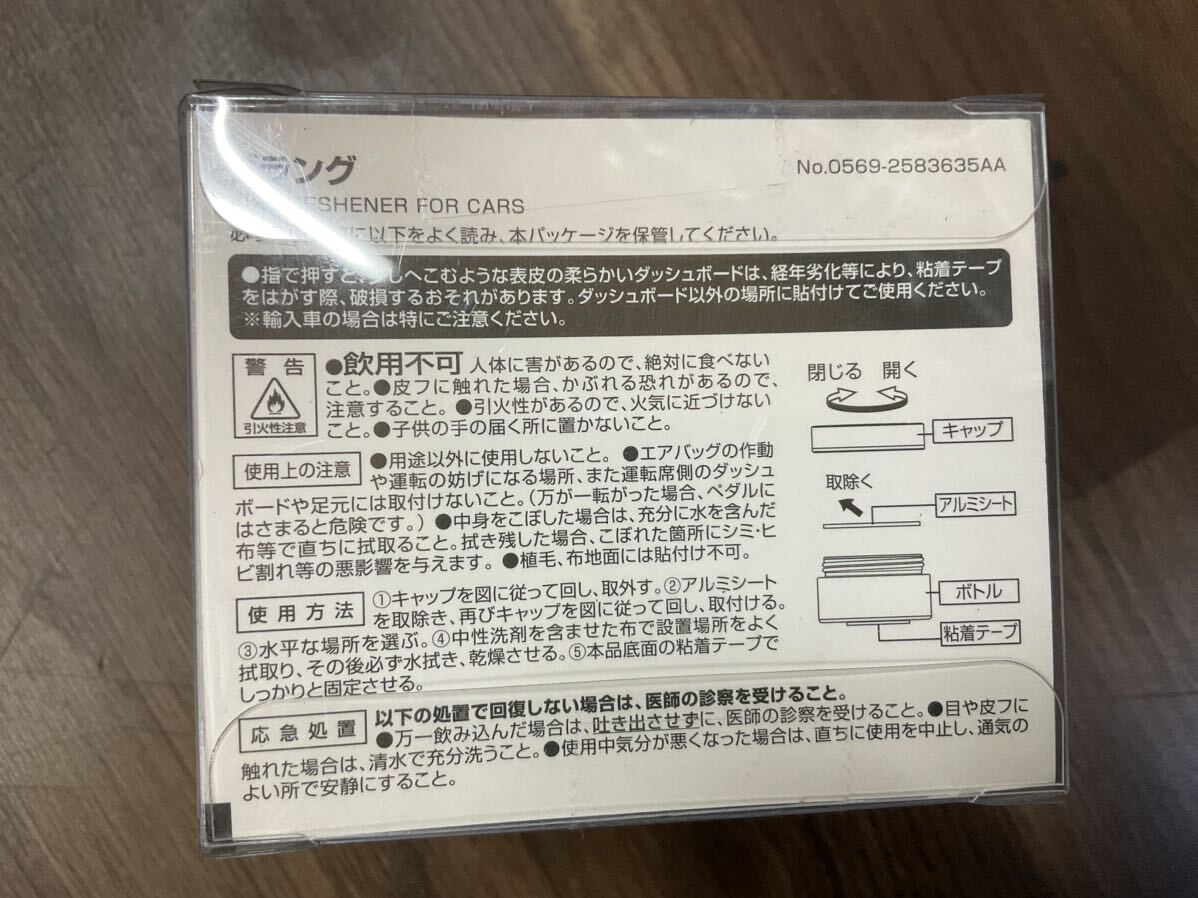 ラング
No.0569-2583635AA
ESHENER FOR CARS
に以下をよく読み、本パッケージを保管してください。
●指で押すと、少しへこむような表皮の柔らかいダッシュボードは、経年劣化等により、粘着テープ
をはがす際、破損するおそれがあります。ダッシュボード以外の場所に貼付けてご使用ください。
※輸入車の場合は特にご注意ください。
警告
引火性注意
●飲用不可 人体に害があるので、絶対に食べない
こと。●皮フに触れた場合、かぶれる恐れがあるので、
注意すること。●引火性があるので、火気に近づけない
こと。●子供の手の届く所に置かないこと。
使用上の注意 ●用途以外に使用しないこと。●エアバッグの作動
や運転の妨げになる場所、また運転席側のダッシュ
ボードや足元には取付けないこと。(万が一転がった場合、ペダルに
はさまると危険です。)●中身をこぼした場合は、充分に水を含んだ
布等で直ちに拭取ること。拭き残した場合、こぼれた箇所にシミ・ヒ
ビ割れ等の悪影響を与えます。●植毛、布地面には貼付け不可。
使用方法 ①キャップを図に従って回し、取外す。②アルミシート
を取除き、再びキャップを図に従って回し、取付ける。
③水平な場所を選ぶ。④中性洗剤を含ませた布で設置場所をよく
拭取り、その後必ず水拭き、乾燥させる。⑤本品底面の粘着テープで
しっかりと固定させる。
閉じる 開く
キャップ
取除く
アルミシート
ボトル
粘着テープ
応急処置 以下の処置で回復しない場合は、医師の診察を受けること。
●万一飲み込んだ場合は、吐き出させずに、医師の診察を受けること。●目や皮フに
触れた場合は、清水で充分洗うこと。●使用中気分が悪くなった場合は、直ちに使用を中止し、通気の
よい所で安静にすること。